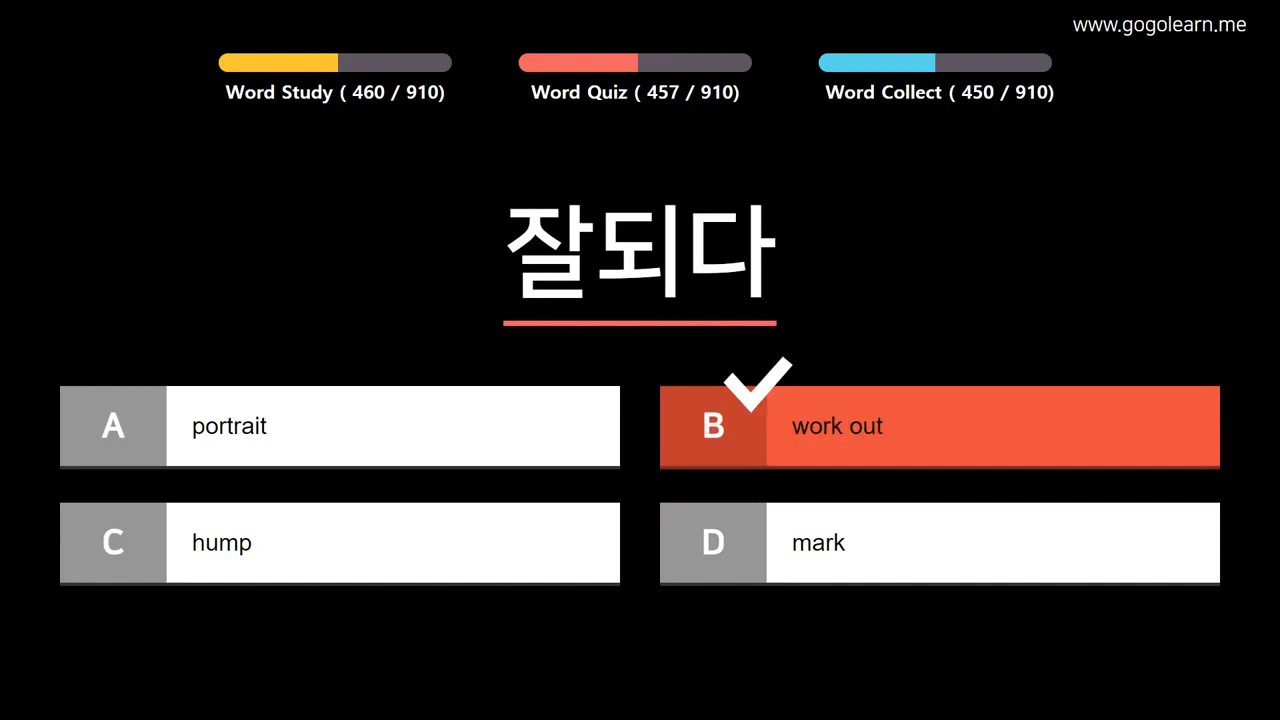 www.gogolearn.me
Word Study ( 460 / 910)
Word Quiz ( 457 / 910)
Word Collect ( 450 / 910)
잘되다
A portrait
B work out
C hump
D mark